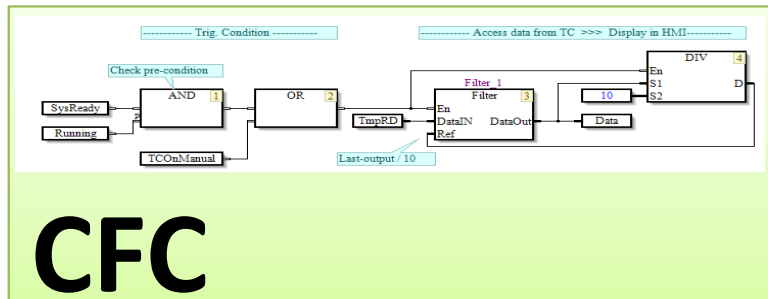 ------------ Trig. Condition -----------
------------ Access data from TC >>> Display in HMI-----------
Check pre-condition
AND 1
OR 2
Filter_1
Filter 3
DIV 4
SysReady
Running
TCOnManual
TmpRD
En
DataIN DataOut
Ref
Data
10
En
S1 D
S2
Last-output / 10
CFC